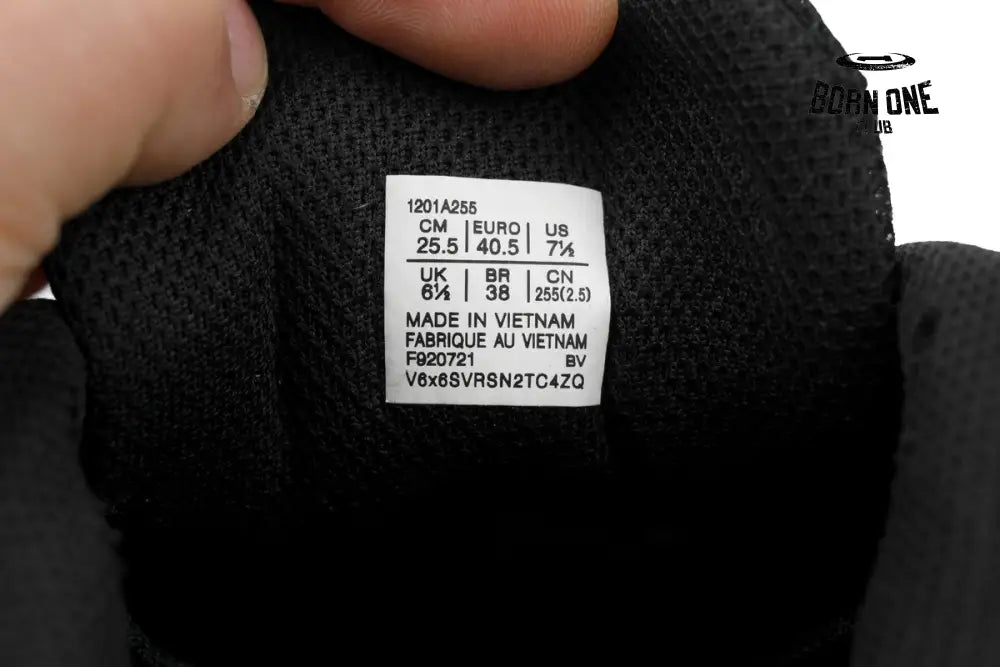 BORN ONE
CLUB
1201A255
CM | EURO | US
25.5 | 40.5 | 7½
UK | BR | CN
6½ | 38 | 255(2.5)
MADE IN VIETNAM
FABRIQUE AU VIETNAM
F920721 BV
V6x6SVRSN2TC4ZQ